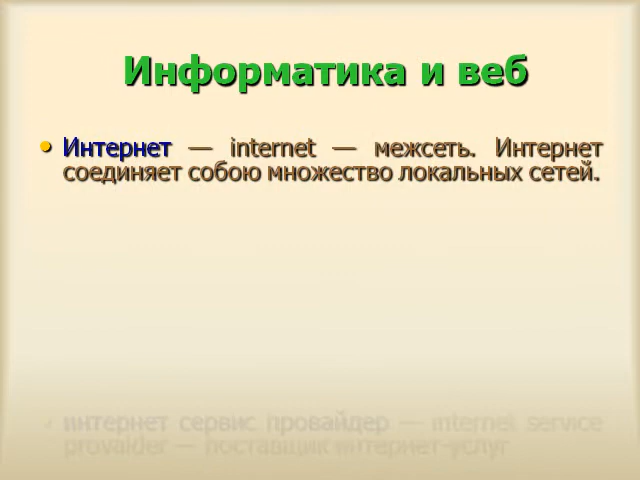 Информатика и веб
Интернет — internet — межсеть. Интернет
соединяет собою множество локальных сетей.
интернет сервис провайдер — internet service
provaider — поставщик интернет-услуг